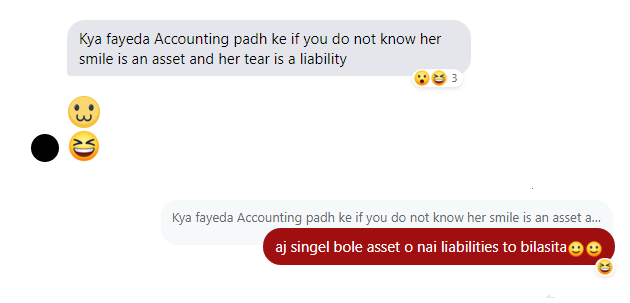 Kya fayeda Accounting padh ke if you do not know her
smile is an asset and her tear is a liability
3
Kya fayeda Accounting padh ke if you do not know her smile is an asset a...
aj singel bole asset o nai liabilities to bilasita